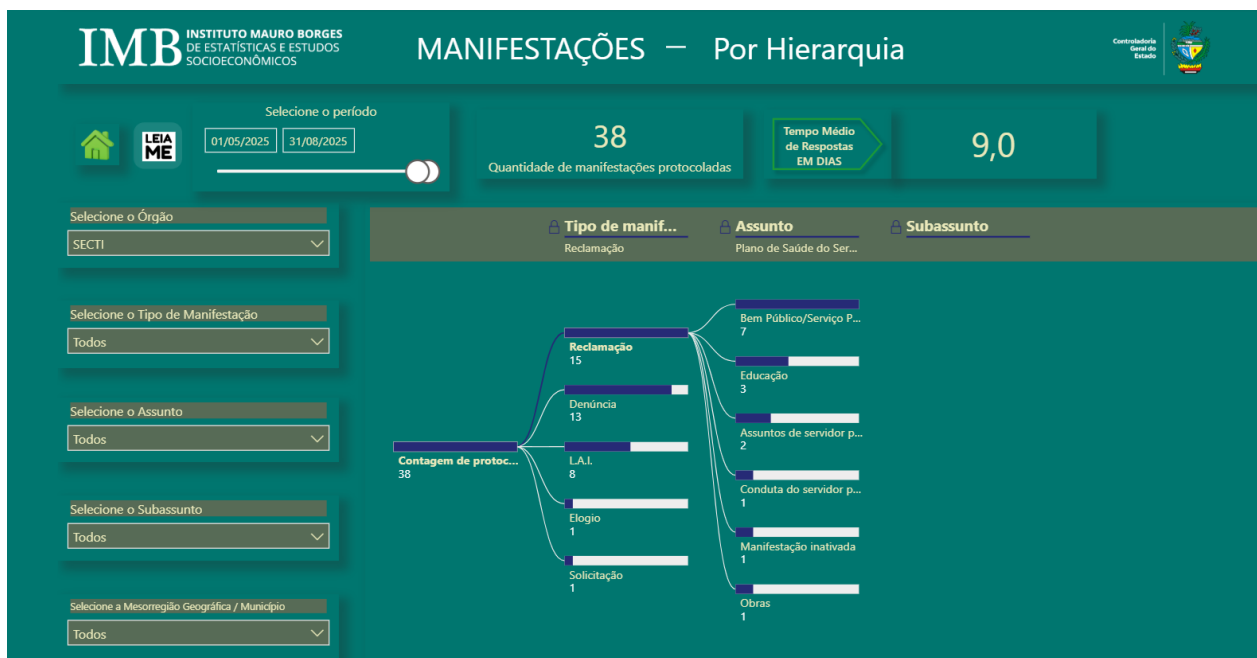 IMB
INSTITUTO MAURO BORGES
DE ESTATÍSTICAS E ESTUDOS
SOCIOECONÔMICOS
MANIFESTAÇÕES — Por Hierarquia
Controladoria
Geral do
Estado
LEIA
ME
Selecione o período
01/05/2025 31/08/2025
38
Quantidade de manifestações protocoladas
Tempo Médio
de Respostas
EM DIAS
9,0
Selecione o Órgão
SECTI
Selecione o Tipo de Manifestação
Todos
Selecione o Assunto
Todos
Selecione o Subassunto
Todos
Selecione a Mesorregião Geográfica / Município
Todos
Tipo de manif...
Reclamação
Assunto
Plano de Saúde do Ser...
Subassunto
Contagem de protoc...
38
Reclamação
15
Denúncia
13
L.A.I.
8
Elogio
1
Solicitação
1
Bem Público/Serviço P...
7
Educação
3
Assuntos de servidor p...
2
Conduta do servidor p...
1
Manifestação inativada
1
Obras
1